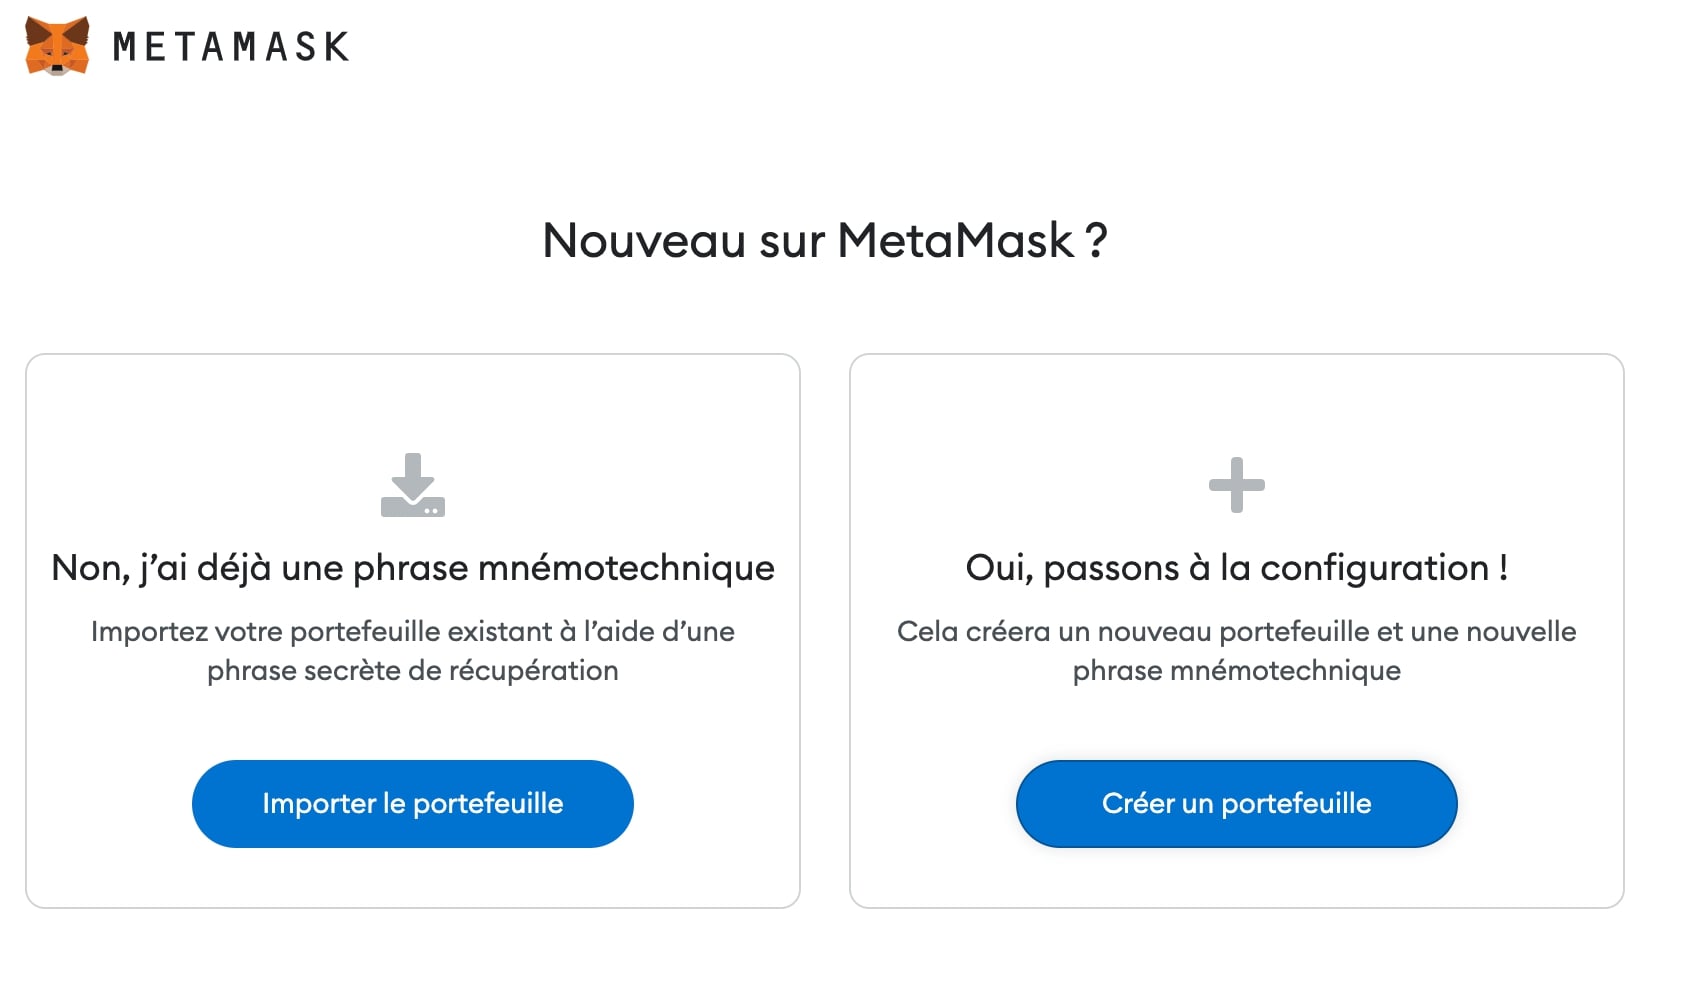 METAMASK
Nouveau sur MetaMask ?
Non, j’ai déjà une phrase mnémotechnique
Importez votre portefeuille existant à l’aide d’une
phrase secrète de récupération
Importer le portefeuille
Oui, passons à la configuration !
Cela créera un nouveau portefeuille et une nouvelle
phrase mnémotechnique
Créer un portefeuille